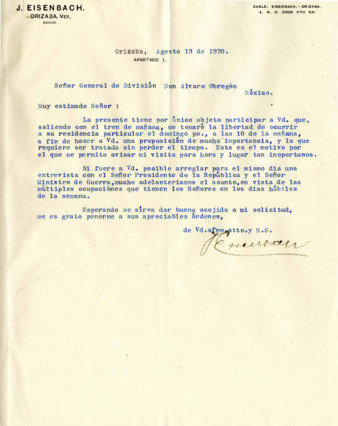 J. EISENBACH.
ORIZABA, VER.
MEXICO.
CABLE. EISENBACH, - ORIZABA.
A. B. C. CODE 5TH ED.
Orizaba, Agosto 13 de 1920.
APARTADO 1.
Señor General de División Don Alvaro Obregón
México.
Muy estimado Señor :
La presente tiene por único objeto participar a Vd. que,
saliendo con el tren de mañana, me tomaré la libertad de ocurrir
a su residencia particular el domingo pp., a las 10 de la mañana,
a fin de hacer a Vd. una proposición de mucha importancia, y la que
requiere ser tratada sin perder el tiempo. Esto es el motivo por
el que me permito avisar mi visita para hora y lugar tan inoportunos.
Si fuere a Vd. posible arreglar para el mismo día una
entrevista con el Señor Presidente de la República y el Señor
Ministro de Guerra, mucho adelantaríamos el asunto, en vista de las
múltiples ocupaciones que tienen los Señores en los días hábiles
de la semana.
Esperando se sirva dar buena acojida a mi solicitud,
me es grato ponerme a sus apreciables órdenes,
de Vd. afmo. atto. y S.S.
J Eisenbach